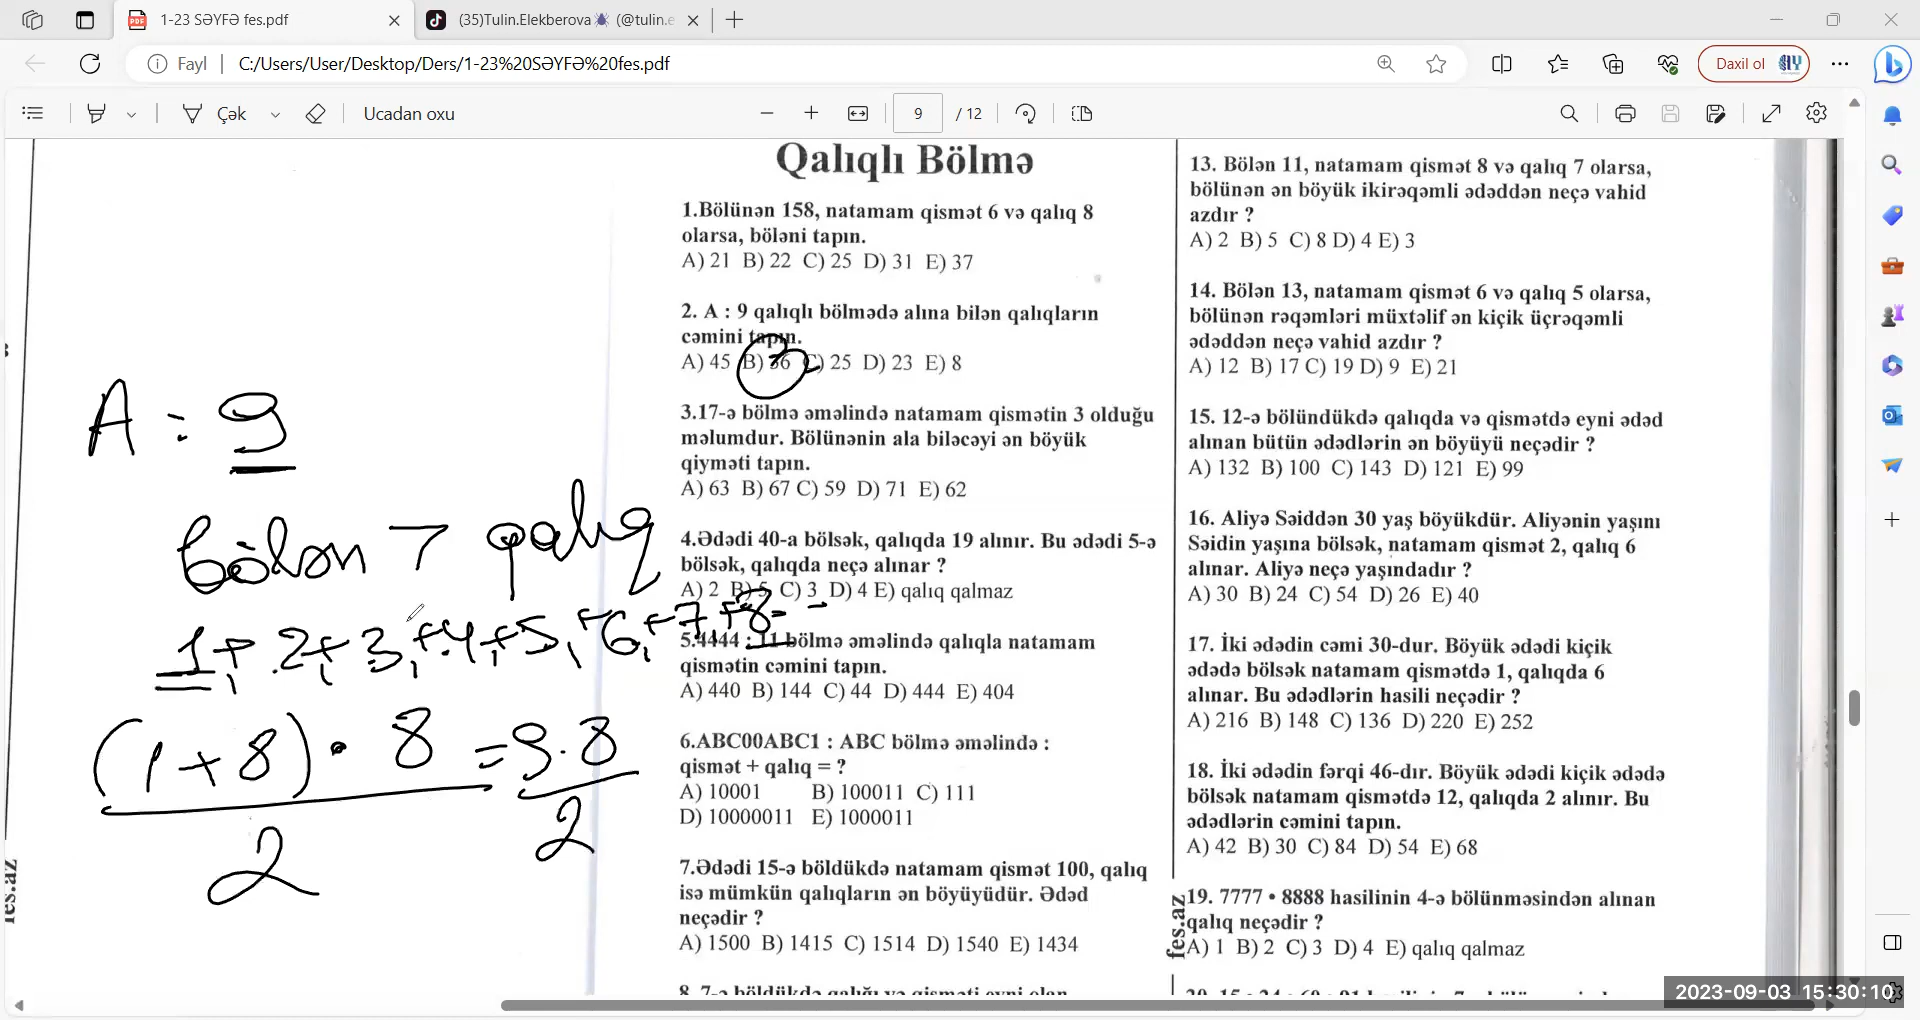 1-23 SƏYFƏ fes.pdf
(35)Tulin.Elekberova🕷 (@tulin.e
Fayl
C:/Users/User/Desktop/Ders/1-23%20SƏYFƏ%20fes.pdf
Daxil ol
Çək
Ucadan oxu
9
/ 12
Qalıqlı Bölmə
1.Bölünən 158, natamam qismət 6 və qalıq 8
olarsa, böləni tapın.
A) 21 B) 22 C) 25 D) 31 E) 37
2. A : 9 qalıqlı bölmədə alına bilən qalıqların
cəmini tapın.
A) 45 B) 36 C) 25 D) 23 E) 8
3.17-ə bölmə əməlində natamam qismətin 3 olduğu
məlumdur. Bölünənin ala biləcəyi ən böyük
qiyməti tapın.
A) 63 B) 67 C) 59 D) 71 E) 62
4.Ədədi 40-a bölsək, qalıqda 19 alınır. Bu ədədi 5-ə
bölsək, qalıqda neçə alınar ?
A) 2 B) 5 C) 3 D) 4 E) qalıq qalmaz
5.4444 : 11 bölmə əməlində qalıqla natamam
qismətin cəmini tapın.
A) 440 B) 144 C) 44 D) 444 E) 404
6.ABC00ABC1 : ABC bölmə əməlində :
qismət + qalıq = ?
A) 10001 B) 100011 C) 111
D) 10000011 E) 1000011
7.Ədədi 15-ə böldükdə natamam qismət 100, qalıq
isə mümkün qalıqların ən böyüyüdür. Ədəd
neçədir ?
A) 1500 B) 1415 C) 1514 D) 1540 E) 1434
8. 7-ə böldükdə qalığı və qisməti eyni olan
13. Bölən 11, natamam qismət 8 və qalıq 7 olarsa,
bölünən ən böyük ikirəqəmli ədəddən neçə vahid
azdır ?
A) 2 B) 5 C) 8 D) 4 E) 3
14. Bölən 13, natamam qismət 6 və qalıq 5 olarsa,
bölünən rəqəmləri müxtəlif ən kiçik üçrəqəmli
ədəddən neçə vahid azdır ?
A) 12 B) 17 C) 19 D) 9 E) 21
15. 12-ə bölündükdə qalıqda və qismətdə eyni ədəd
alınan bütün ədədlərin ən böyüyü neçədir ?
A) 132 B) 100 C) 143 D) 121 E) 99
16. Aliyə Səiddən 30 yaş böyükdür. Aliyənin yaşını
Səidin yaşına bölsək, natamam qismət 2, qalıq 6
alınar. Aliyə neçə yaşındadır ?
A) 30 B) 24 C) 54 D) 26 E) 40
17. İki ədədin cəmi 30-dur. Böyük ədədi kiçik
ədədə bölsək natamam qismətdə 1, qalıqda 6
alınar. Bu ədədlərin hasili neçədir ?
A) 216 B) 148 C) 136 D) 220 E) 252
18. İki ədədin fərqi 46-dır. Böyük ədədi kiçik ədədə
bölsək natamam qismətdə 12, qalıqda 2 alınır. Bu
ədədlərin cəmini tapın.
A) 42 B) 30 C) 84 D) 54 E) 68
19. 7777 • 8888 hasilinin 4-ə bölünməsindən alınan
qalıq neçədir ?
A) 1 B) 2 C) 3 D) 4 E) qalıq qalmaz
fes.az
fes.az
A : 9
bölən > qalıq
1+2+3+4+5+6+7+8=
(1+8)·8 = 9·8
2 2
2023-09-03 15:30:10